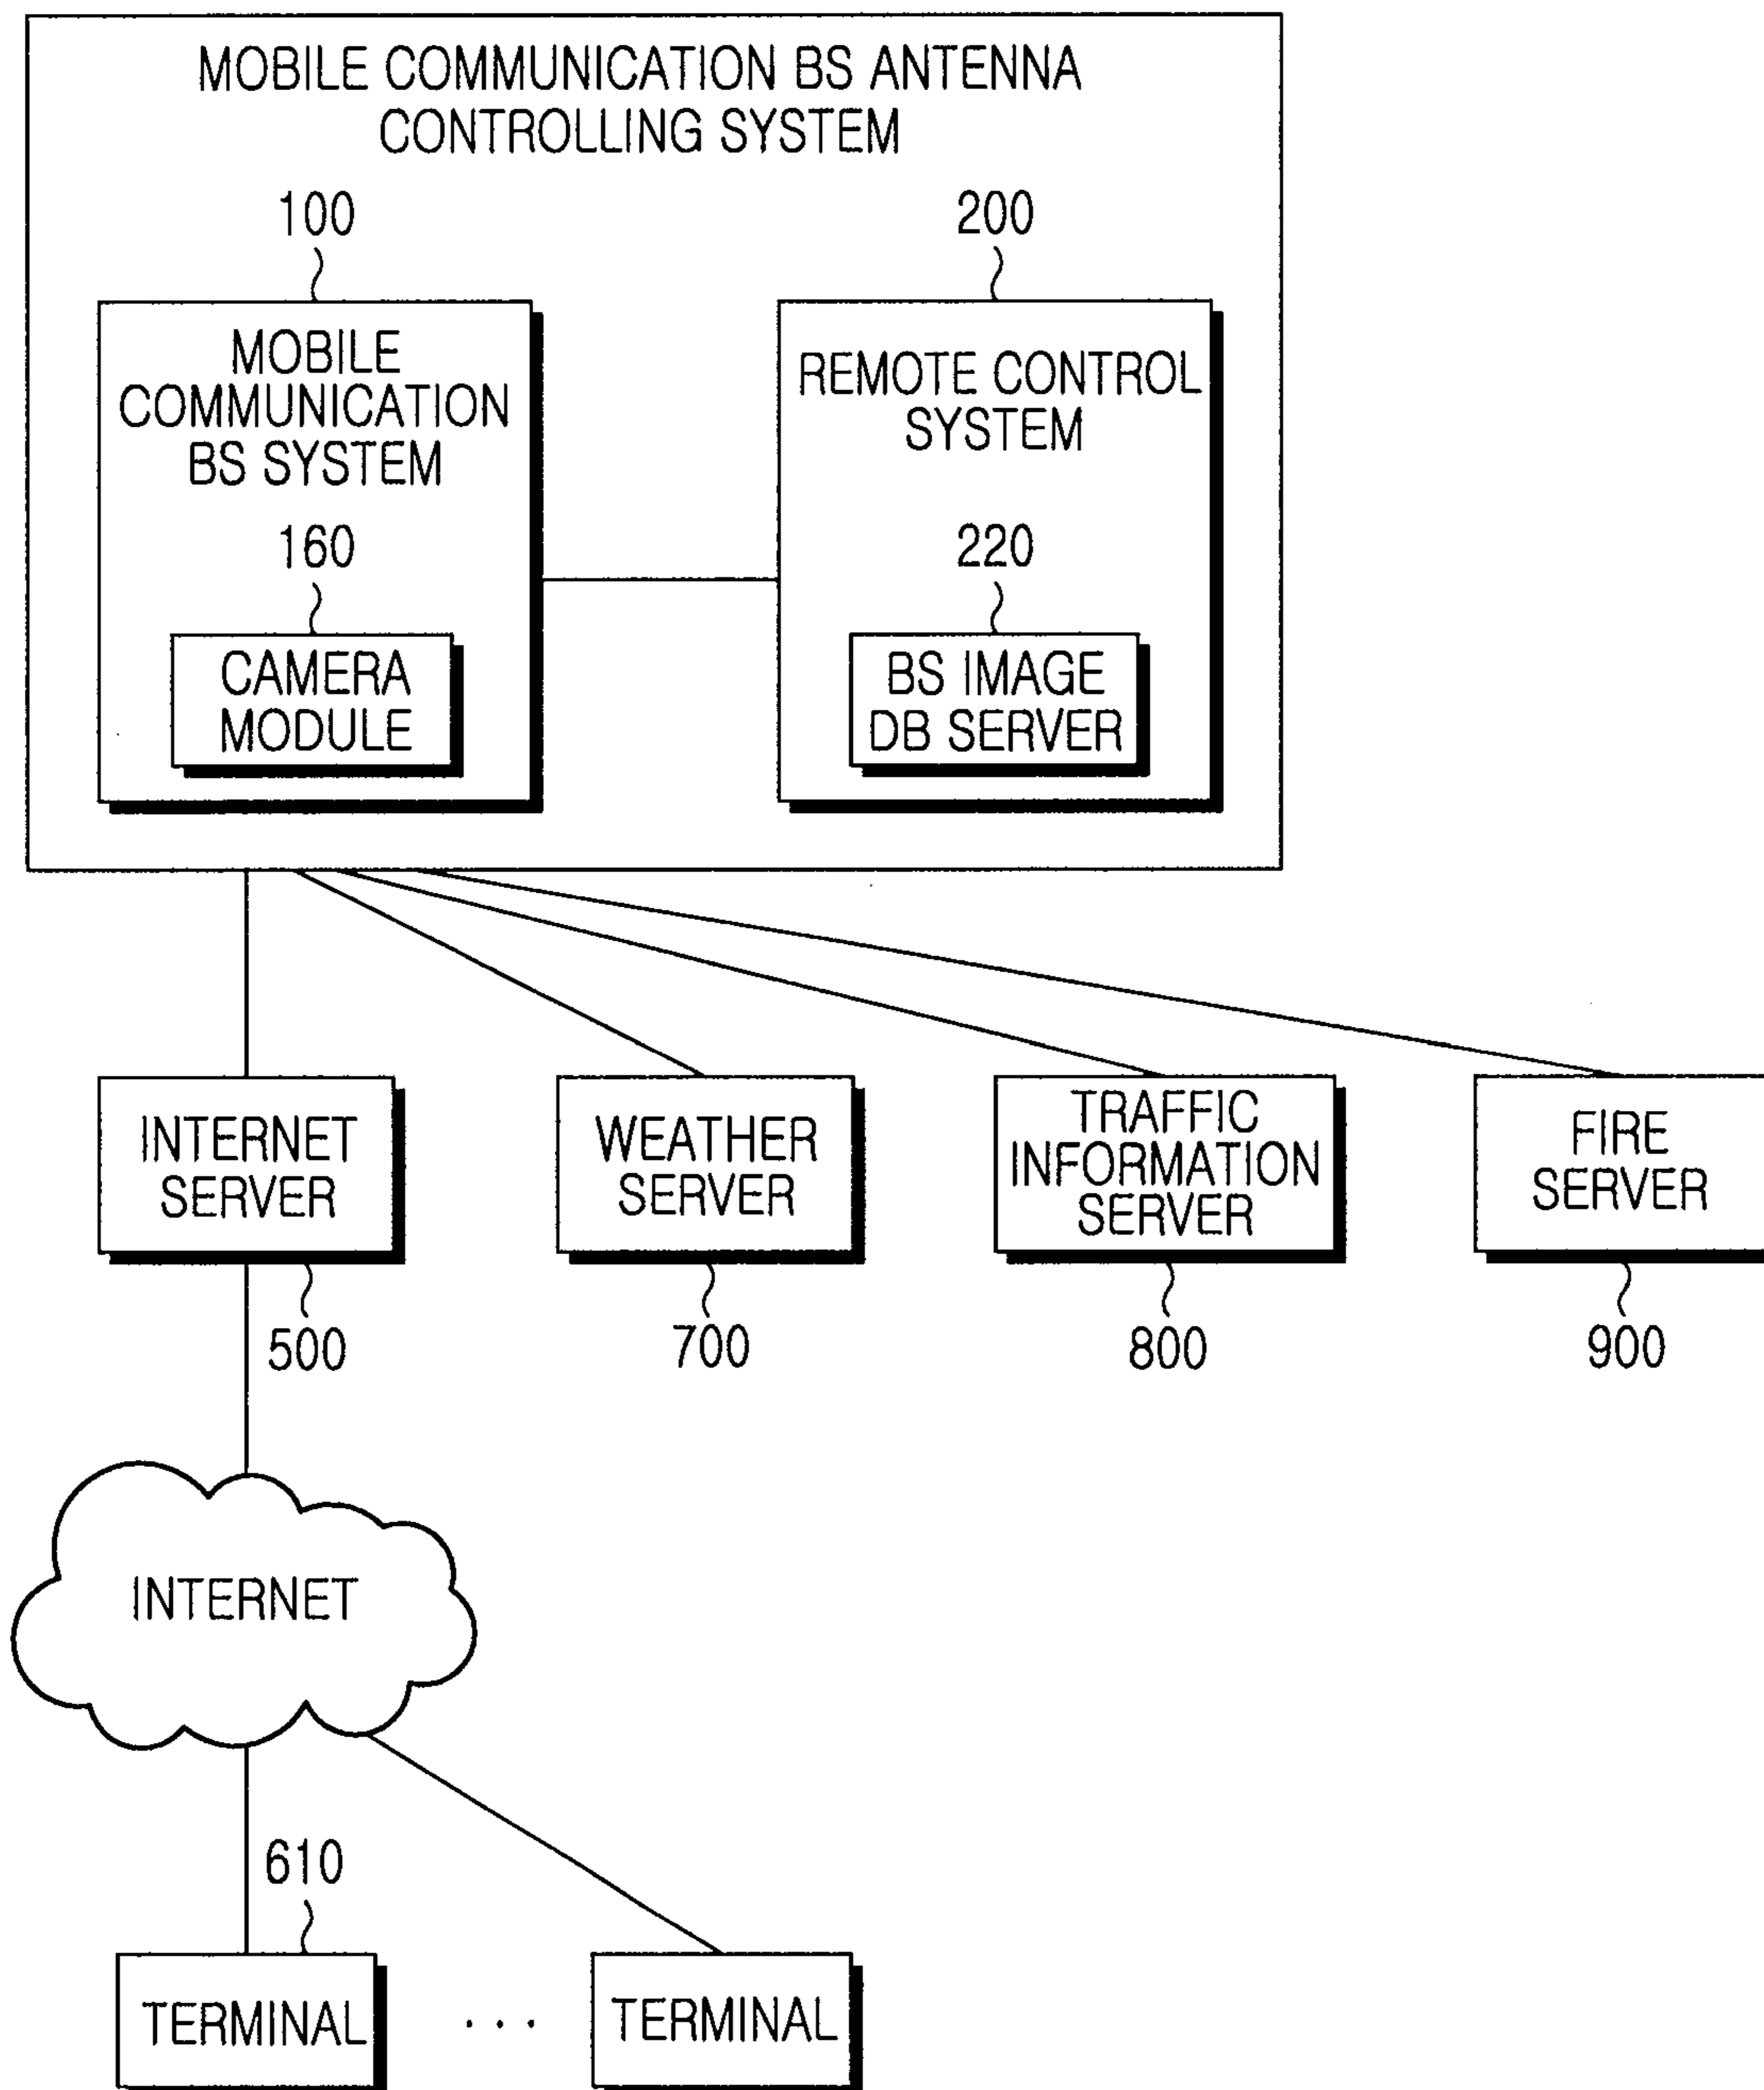 MOBILE COMMUNICATION BS ANTENNA
CONTROLLING SYSTEM
100
200
MOBILE
COMMUNICATION
BS SYSTEM
REMOTE CONTROL
SYSTEM
160
220
CAMERA
MODULE
BS IMAGE
DB SERVER
INTERNET
SERVER
WEATHER
SERVER
TRAFFIC
INFORMATION
SERVER
FIRE
SERVER
500
700
800
900
INTERNET
610
TERMINAL
...
TERMINAL